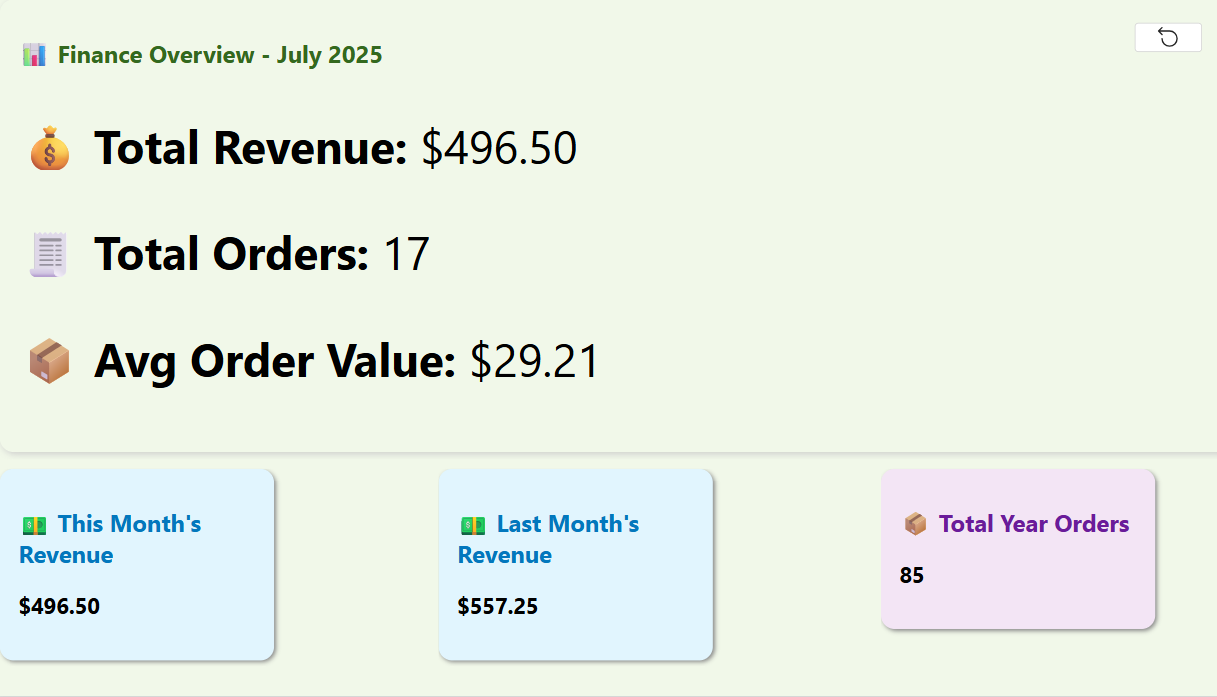 📊 Finance Overview - July 2025
💰 Total Revenue: $496.50
🧾 Total Orders: 17
📦 Avg Order Value: $29.21
💵 This Month's
Revenue
$496.50
💵 Last Month's
Revenue
$557.25
📦 Total Year Orders
85